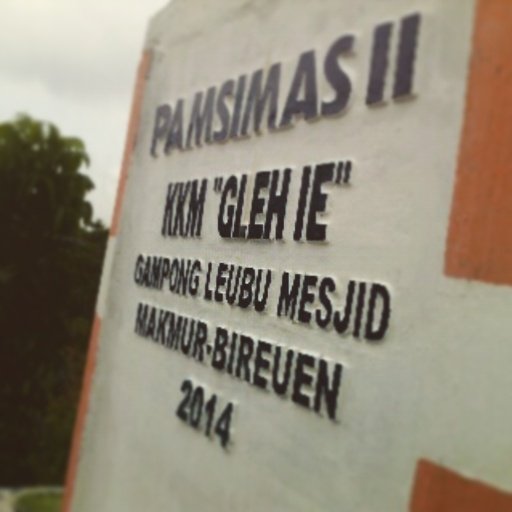 PAMSIMAS II
KKM "GLEH IE"
GAMPONG LEUBU MESJID
MAKMUR-BIREUEN
2014